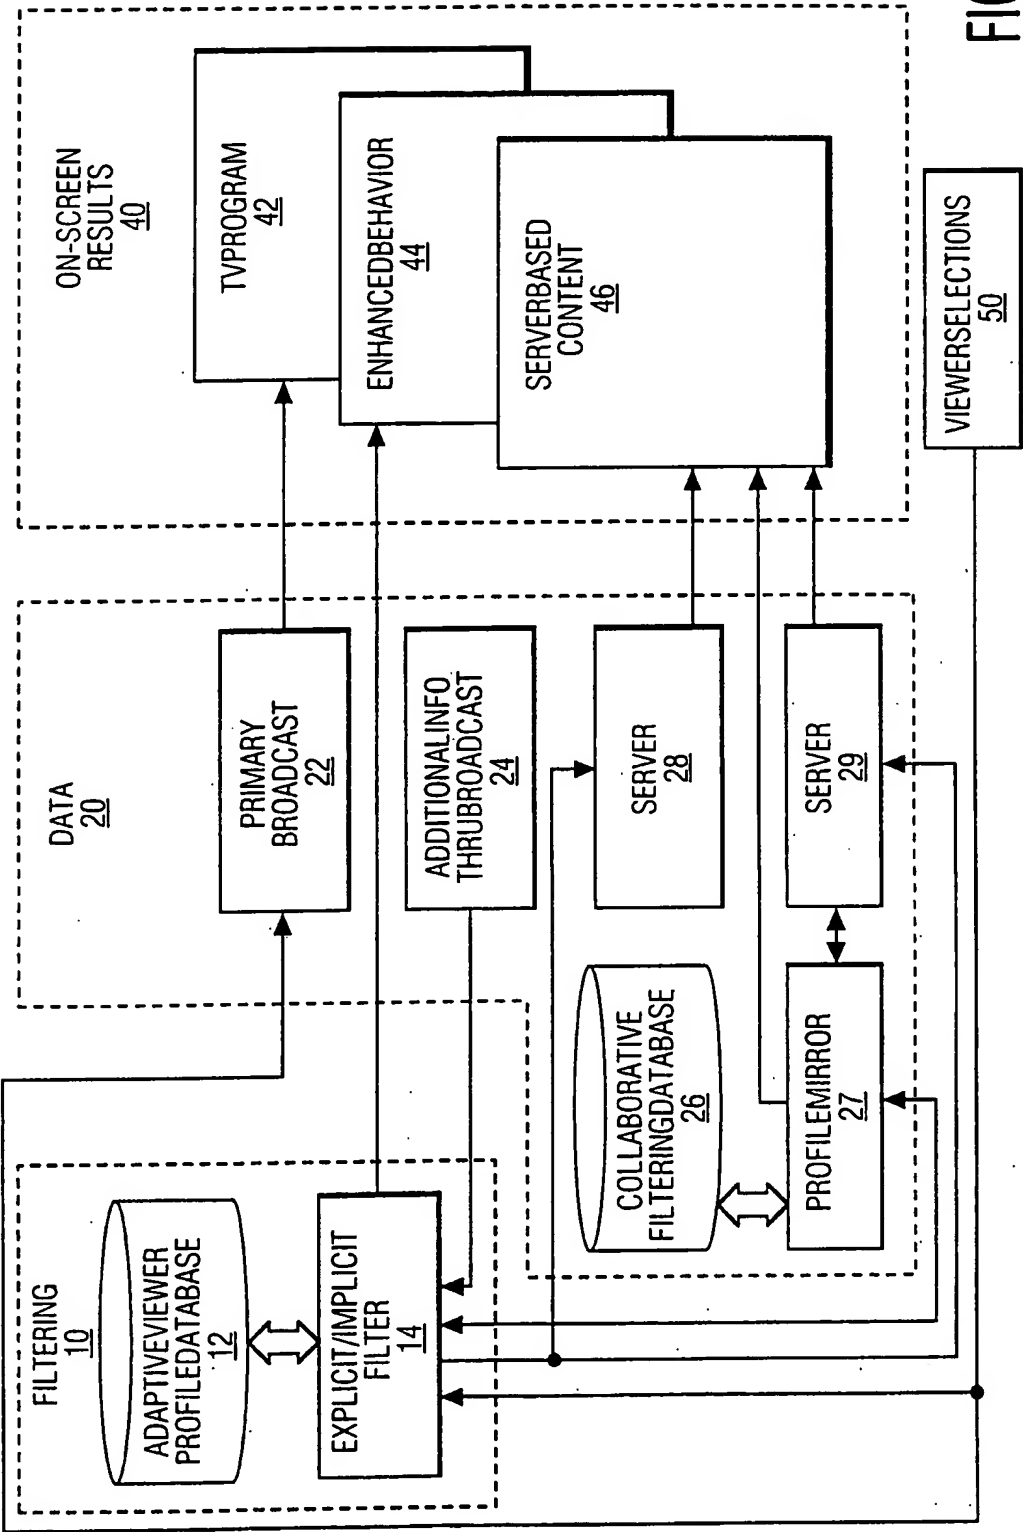 FILTERING
10
ADAPTIVEVIEWER
PROFILEDATABASE
12
EXPLICIT/IMPLICIT
FILTER
14
DATA
20
PRIMARY
BROADCAST
22
ADDITIONALINFO
THRUBROADCAST
24
COLLABORATIVE
FILTERINGDATABASE
26
SERVER
28
PROFILEMIRROR
27
SERVER
29
ON-SCREEN
RESULTS
40
TVPROGRAM
42
ENHANCEDBEHAVIOR
44
SERVERBASED
CONTENT
46
VIEWERSELECTIONS
50